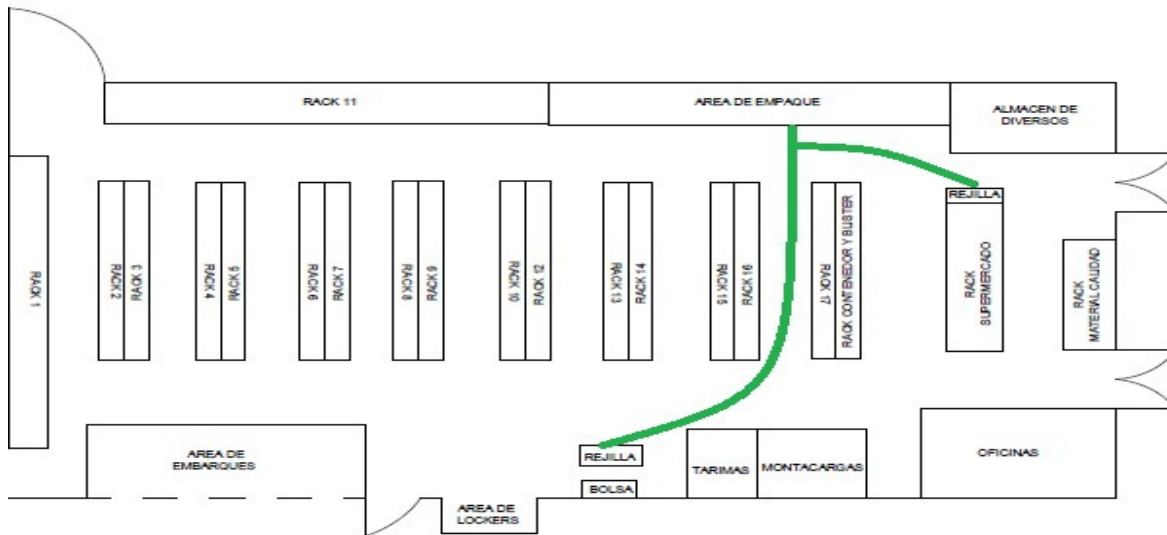 RACK 11
AREA DE EMPAQUE
ALMACEN DE
DIVERSOS
RACK 1
RACK 2
RACK 3
RACK 4
RACK 5
RACK 6
RACK 7
RACK 8
RACK 9
RACK 10
RACK 12
RACK 13
RACK 14
RACK 15
RACK 16
RACK 17
RACK CONTENEDOR Y BLISTER
REJILLA
RACK
SUPERMERCADO
RACK
MATERIAL CALIDAD
AREA DE
EMBARQUES
REJILLA
BOLSA
TARIMAS
MONTACARGAS
OFICINAS
AREA DE
LOCKERS